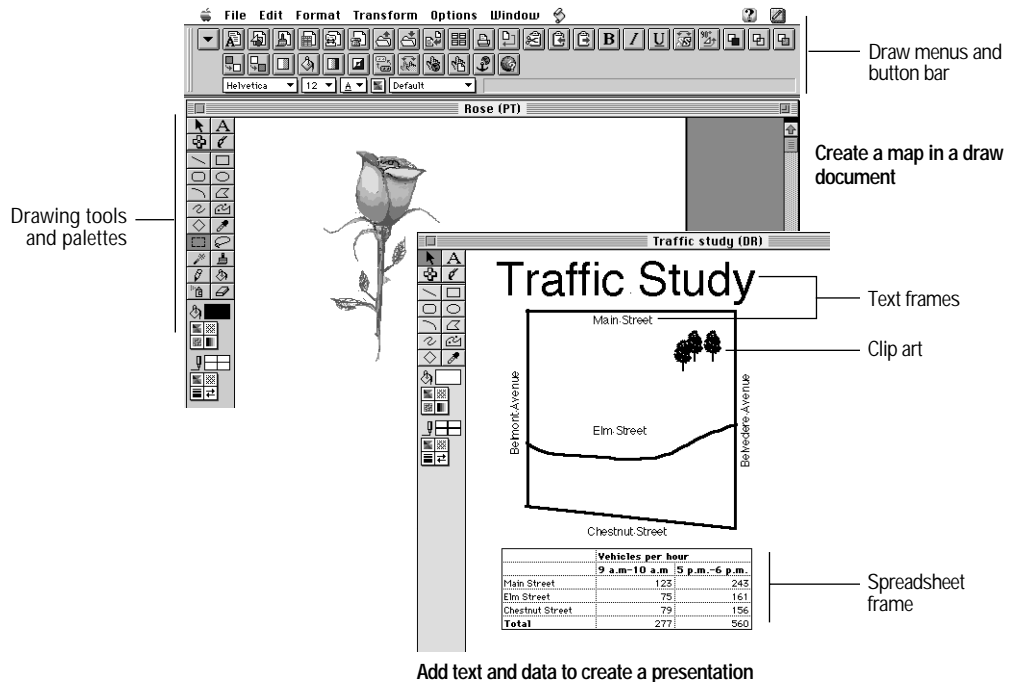 File Edit Format Transform Options Window
B I U
90°
Helvetica 12 A Default
Draw menus and
button bar
Rose (PT)
A
Create a map in a draw
document
Drawing tools
and palettes
Traffic study (DR)
A
Traffic Study
Text frames
Main Street
Clip art
Belmont Avenue
Elm Street
Belvedere Avenue
Chestnut Street
Vehicles per hour
9 a.m-10 a.m 5 p.m.-6 p.m.
Main Street 123 243
Elm Street 75 161
Chestnut Street 79 156
Total 277 560
Spreadsheet
frame
Add text and data to create a presentation